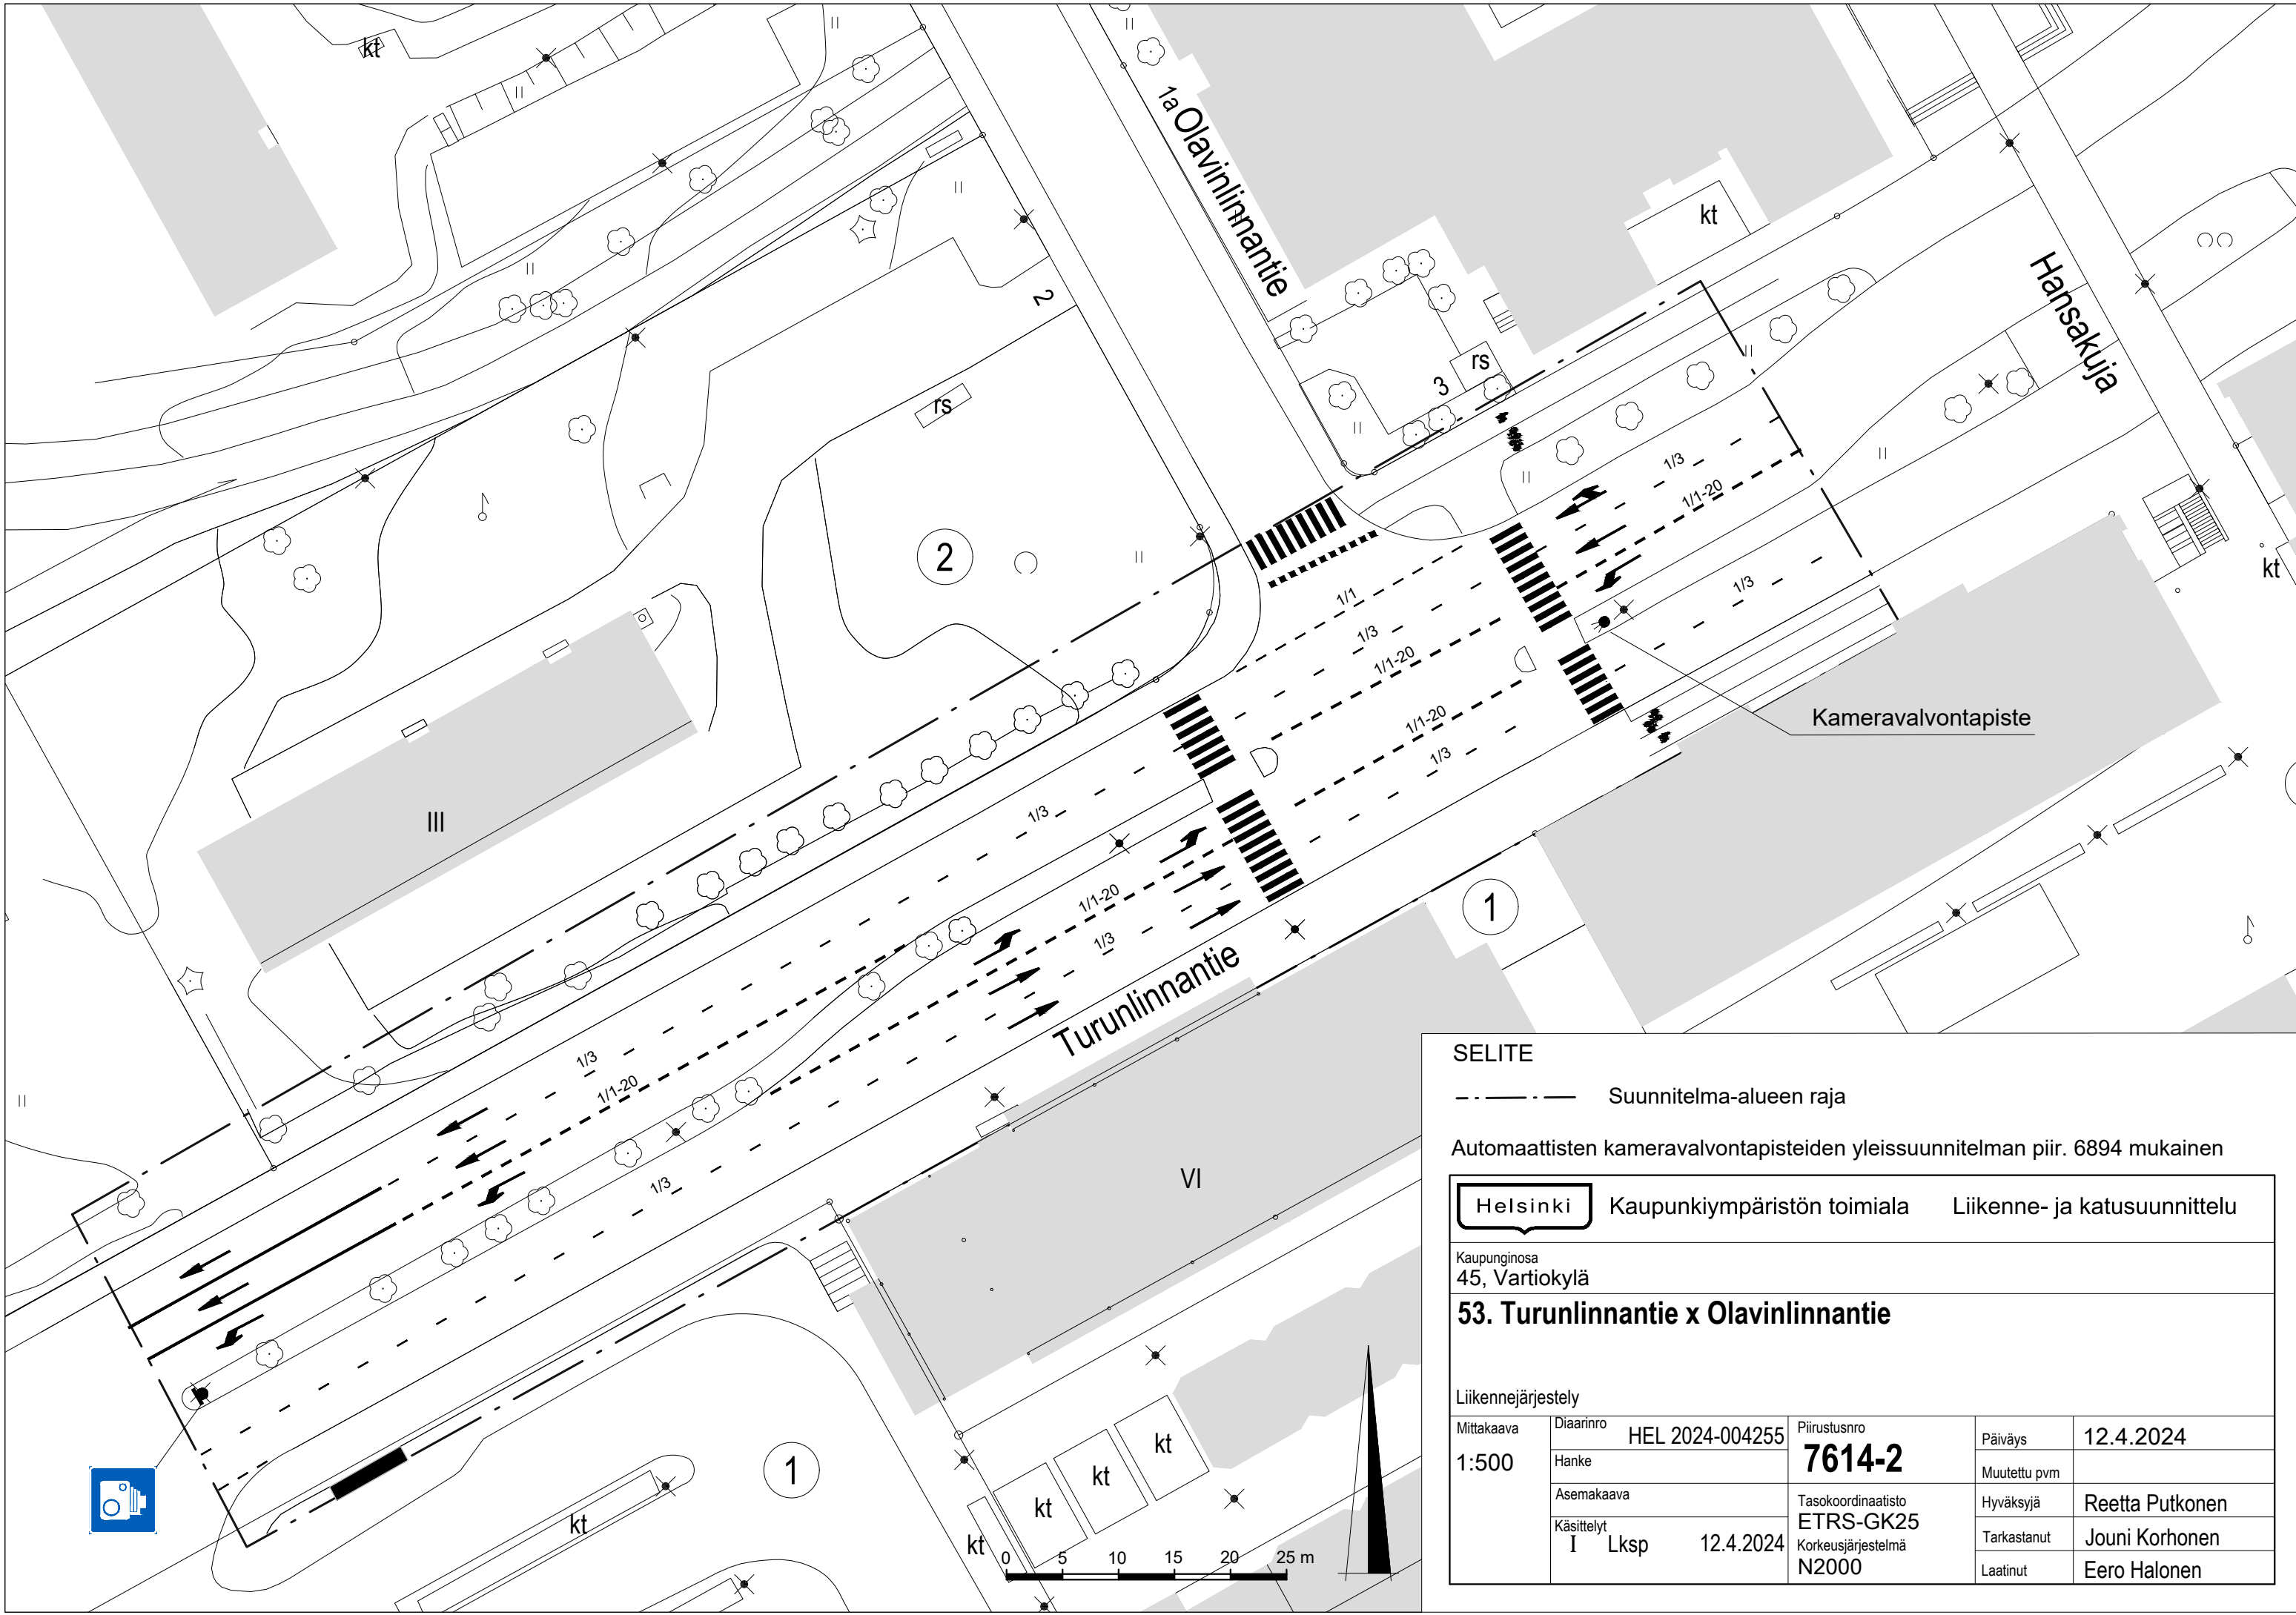 kt
1a Olavinlinnantie
kt
Hansakuja
2
rs
3
rs
1/3
1/1-20
2
kt
1/1
1/3
1/3
1/1-20
1/1-20
Kameravalvontapiste
1/3
III
1/3
1/1-20
1
1/3
Turunlinnantie
1/3
1/1-20
1/3
VI
1
kt
kt
kt
kt
kt
0 5 10 15 20 25 m
SELITE
Suunnitelma-alueen raja
Automaattisten kameravalvontapisteiden yleissuunnitelman piir. 6894 mukainen
Helsinki Kaupunkiympäristön toimiala Liikenne- ja katusuunnittelu
Kaupunginosa
45, Vartiokylä
53. Turunlinnantie x Olavinlinnantie
Liikennejärjestely
Mittakaava
1:500
Diaarinro HEL 2024-004255
Hanke
Asemakaava
Käsittelyt
I Lksp 12.4.2024
Piirustusnro
7614-2
Tasokoordinaatisto
ETRS-GK25
Korkeusjärjestelmä
N2000
Päiväys 12.4.2024
Muutettu pvm
Hyväksyjä Reetta Putkonen
Tarkastanut Jouni Korhonen
Laatinut Eero Halonen